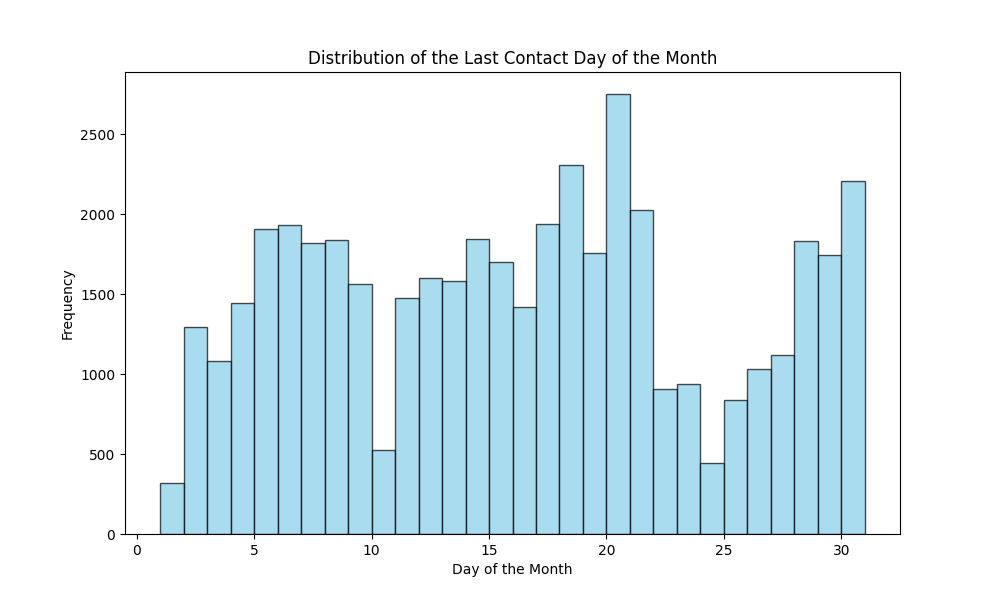 Distribution of the Last Contact Day of the Month
2500
2000
1500
1000
500
0
Frequency
0 5 10 15 20 25 30
Day of the Month